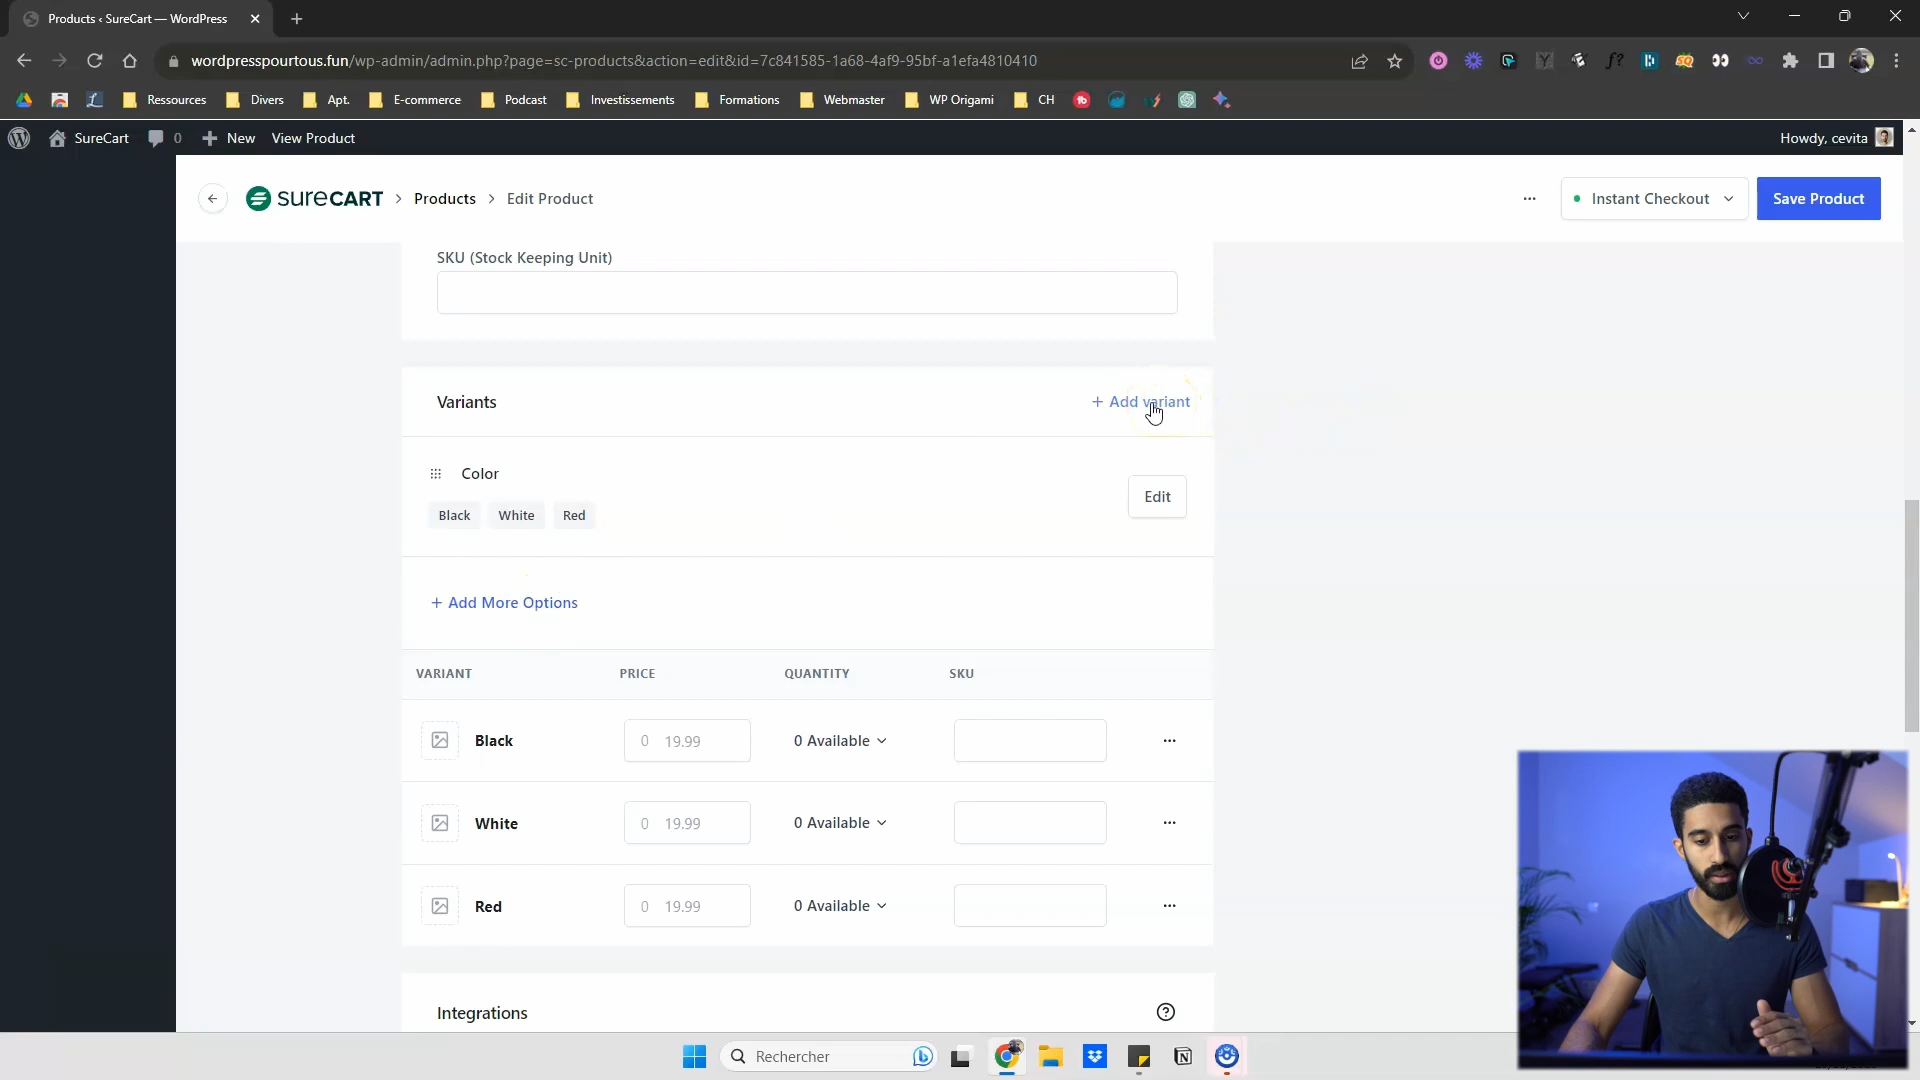 Products ‹ SureCart — WordPress
wordpresspourtous.fun/wp-admin/admin.php?page=sc-products&action=edit&id=7c841585-1a68-4af9-95bf-a1efa4810410
Ressources Divers Apt. E-commerce Podcast Investissements Formations Webmaster WP Origami CH
SureCart 0 New View Product Howdy, cevita
SURECART > Products > Edit Product ... Instant Checkout Save Product
SKU (Stock Keeping Unit)
Variants + Add variant
Color
Edit
Black White Red
+ Add More Options
VARIANT PRICE QUANTITY SKU
Black 0 19.99 0 Available ...
White 0 19.99 0 Available ...
Red 0 19.99 0 Available ...
Integrations
Rechercher